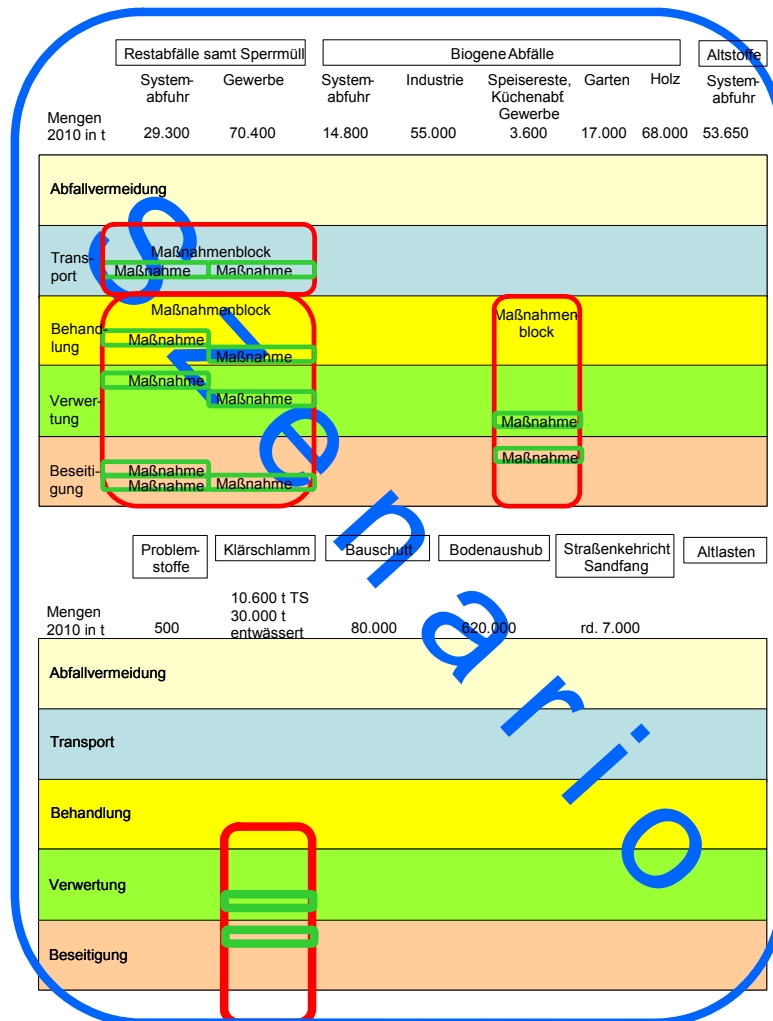 Restabfälle samt Sperrmüll
Biogene Abfälle
Altstoffe
System-
abfuhr
Gewerbe
System-
abfuhr
Industrie
Speisereste,
Küchenabf.
Gewerbe
Garten
Holz
System-
abfuhr
Mengen
2010 in t
29.300
70.400
14.800
55.000
3.600
17.000
68.000
53.650
Abfallvermeidung
Trans-
port
Maßnahmenblock
Maßnahme
Maßnahme
Behand-
lung
Maßnahmenblock
Maßnahme
Maßnahme
Maßnahmen
block
Verwer-
tung
Maßnahme
Maßnahme
Maßnahme
Beseiti-
gung
Maßnahme
Maßnahme
Maßnahme
Maßnahme
Szenario
Problem-
stoffe
Klärschlamm
Bauschutt
Bodenaushub
Straßenkehricht
Sandfang
Altlasten
Mengen
2010 in t
500
10.600 t TS
30.000 t
entwässert
80.000
620.000
rd. 7.000
Abfallvermeidung
Transport
Behandlung
Verwertung
Beseitigung